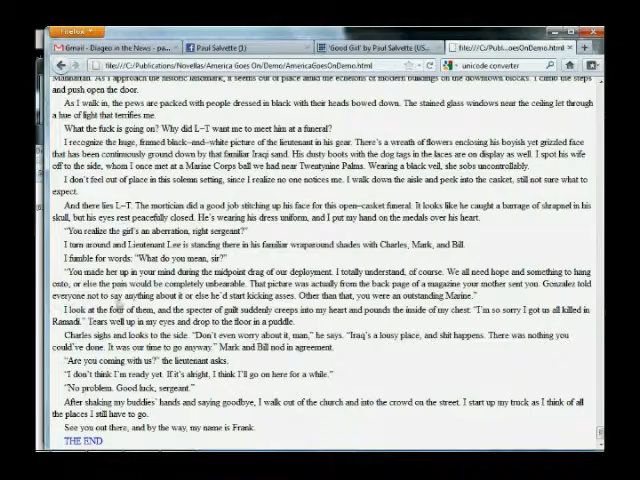 Firefox
Gmail - Diageo in the News - pa...
Paul Salvette (1)
'Good Girl' by Paul Salvette (US...
file:///C:/Publ...oesOnDemo.html
file:///C:/Publications/Novellas/America Goes On/Demo/AmericaGoesOnDemo.html
unicode converter
Manhattan. As I approach the historic landmark, it seems out of place amid the echelons of modern buildings on the downtown blocks. I climb the steps
and push open the door.
As I walk in, the pews are packed with people dressed in black with their heads bowed down. The stained glass windows near the ceiling let through
a hue of light that terrifies me.
What the fuck is going on? Why did L–T want me to meet him at a funeral?
I recognize the huge, framed black–and–white picture of the lieutenant in his gear. There's a wreath of flowers enclosing his boyish yet grizzled face
that has been continuously ground down by that familiar Iraqi sand. His dusty boots with the dog tags in the laces are on display as well. I spot his wife
off to the side, whom I once met at a Marine Corps ball we had near Twentynine Palms. Wearing a black veil, she sobs uncontrollably.
I don't feel out of place in this solemn setting, since I realize no one notices me. I walk down the aisle and peek into the casket, still not sure what to
expect.
And there lies L–T. The mortician did a good job stitching up his face for this open–casket funeral. It looks like he caught a barrage of shrapnel in his
skull, but his eyes rest peacefully closed. He's wearing his dress uniform, and I put my hand on the medals over his heart.
“You realize the girl's an aberration, right sergeant?”
I turn around and Lieutenant Lee is standing there in his familiar wraparound shades with Charles, Mark, and Bill.
I fumble for words: “What do you mean, sir?”
“You made her up in your mind during the midpoint drag of our deployment. I totally understand, of course. We all need hope and something to hang
onto, or else the pain would be completely unbearable. That picture was actually from the back page of a magazine your mother sent you. Gonzalez told
everyone not to say anything about it or else he'd start kicking asses. Other than that, you were an outstanding Marine.”
I look at the four of them, and the specter of guilt suddenly creeps into my heart and pounds the inside of my chest: “I'm so sorry I got us all killed in
Ramadi.” Tears well up in my eyes and drop to the floor in a puddle.
Charles sighs and looks to the side. “Don't even worry about it, man,” he says. “Iraq's a lousy place, and shit happens. There was nothing you
could've done. It was our time to go anyway.” Mark and Bill nod in agreement.
“Are you coming with us?” the lieutenant asks.
“I don't think I'm ready yet. If it's alright, I think I'll go on here for a while.”
“No problem. Good luck, sergeant.”
After shaking my buddies' hands and saying goodbye, I walk out of the church and into the crowd on the street. I start up my truck as I think of all
the places I still have to go.
See you out there, and by the way, my name is Frank.
THE END